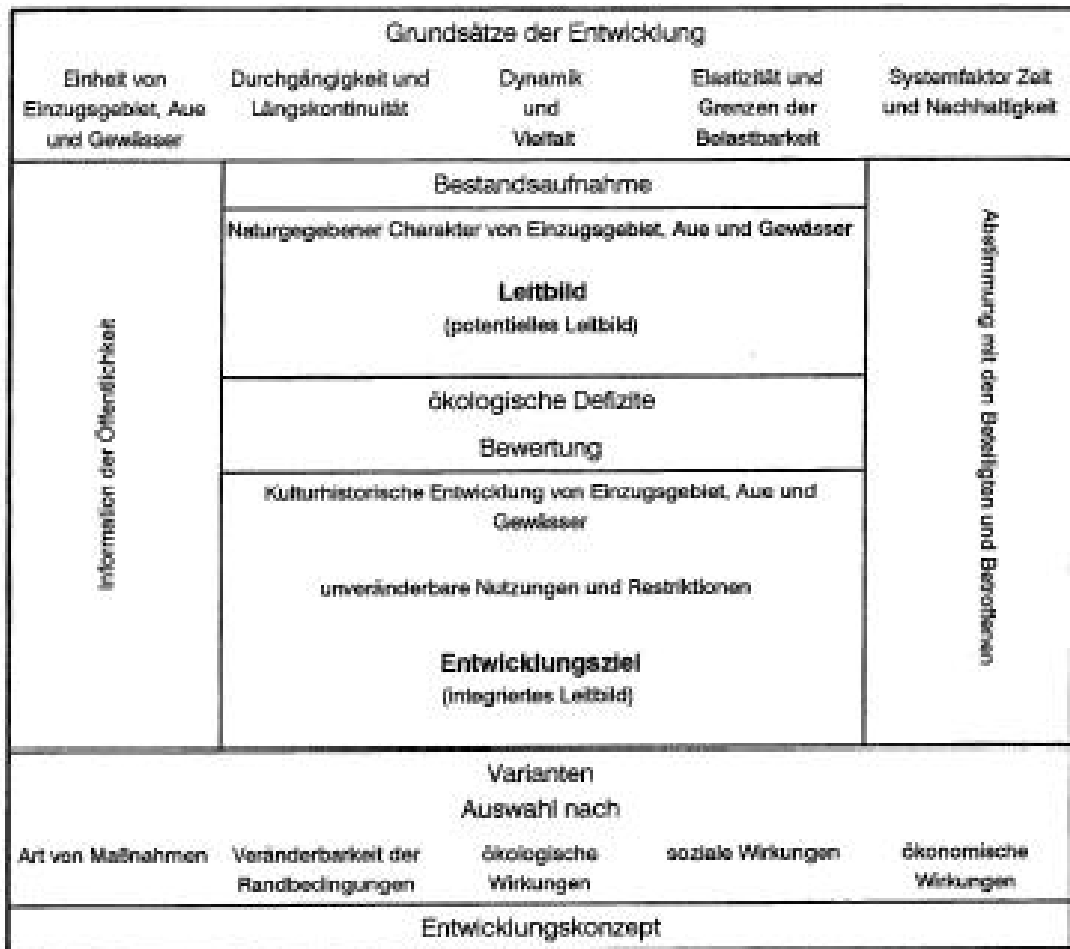 Grundsätze der Entwicklung
Einheit von
Einzugsgebiet, Aue
und Gewässer
Durchgängigkeit und
Längskontinuität
Dynamik
und
Vielfalt
Elastizität und
Grenzen der
Belastbarkeit
Systemfaktor Zeit
und Nachhaltigkeit
Information der Öffentlichkeit
Bestandsaufnahme
Naturgegebener Charakter von Einzugsgebiet, Aue und Gewässer
Leitbild
(potentielles Leitbild)
ökologische Defizite
Bewertung
Kulturhistorische Entwicklung von Einzugsgebiet, Aue und
Gewässer
unveränderbare Nutzungen und Restriktionen
Entwicklungsziel
(integriertes Leitbild)
Abstimmung mit den Beteiligten und Betroffenen
Varianten
Auswahl nach
Art von Maßnahmen
Veränderbarkeit der
Randbedingungen
ökologische
Wirkungen
soziale Wirkungen
ökonomische
Wirkungen
Entwicklungskonzept